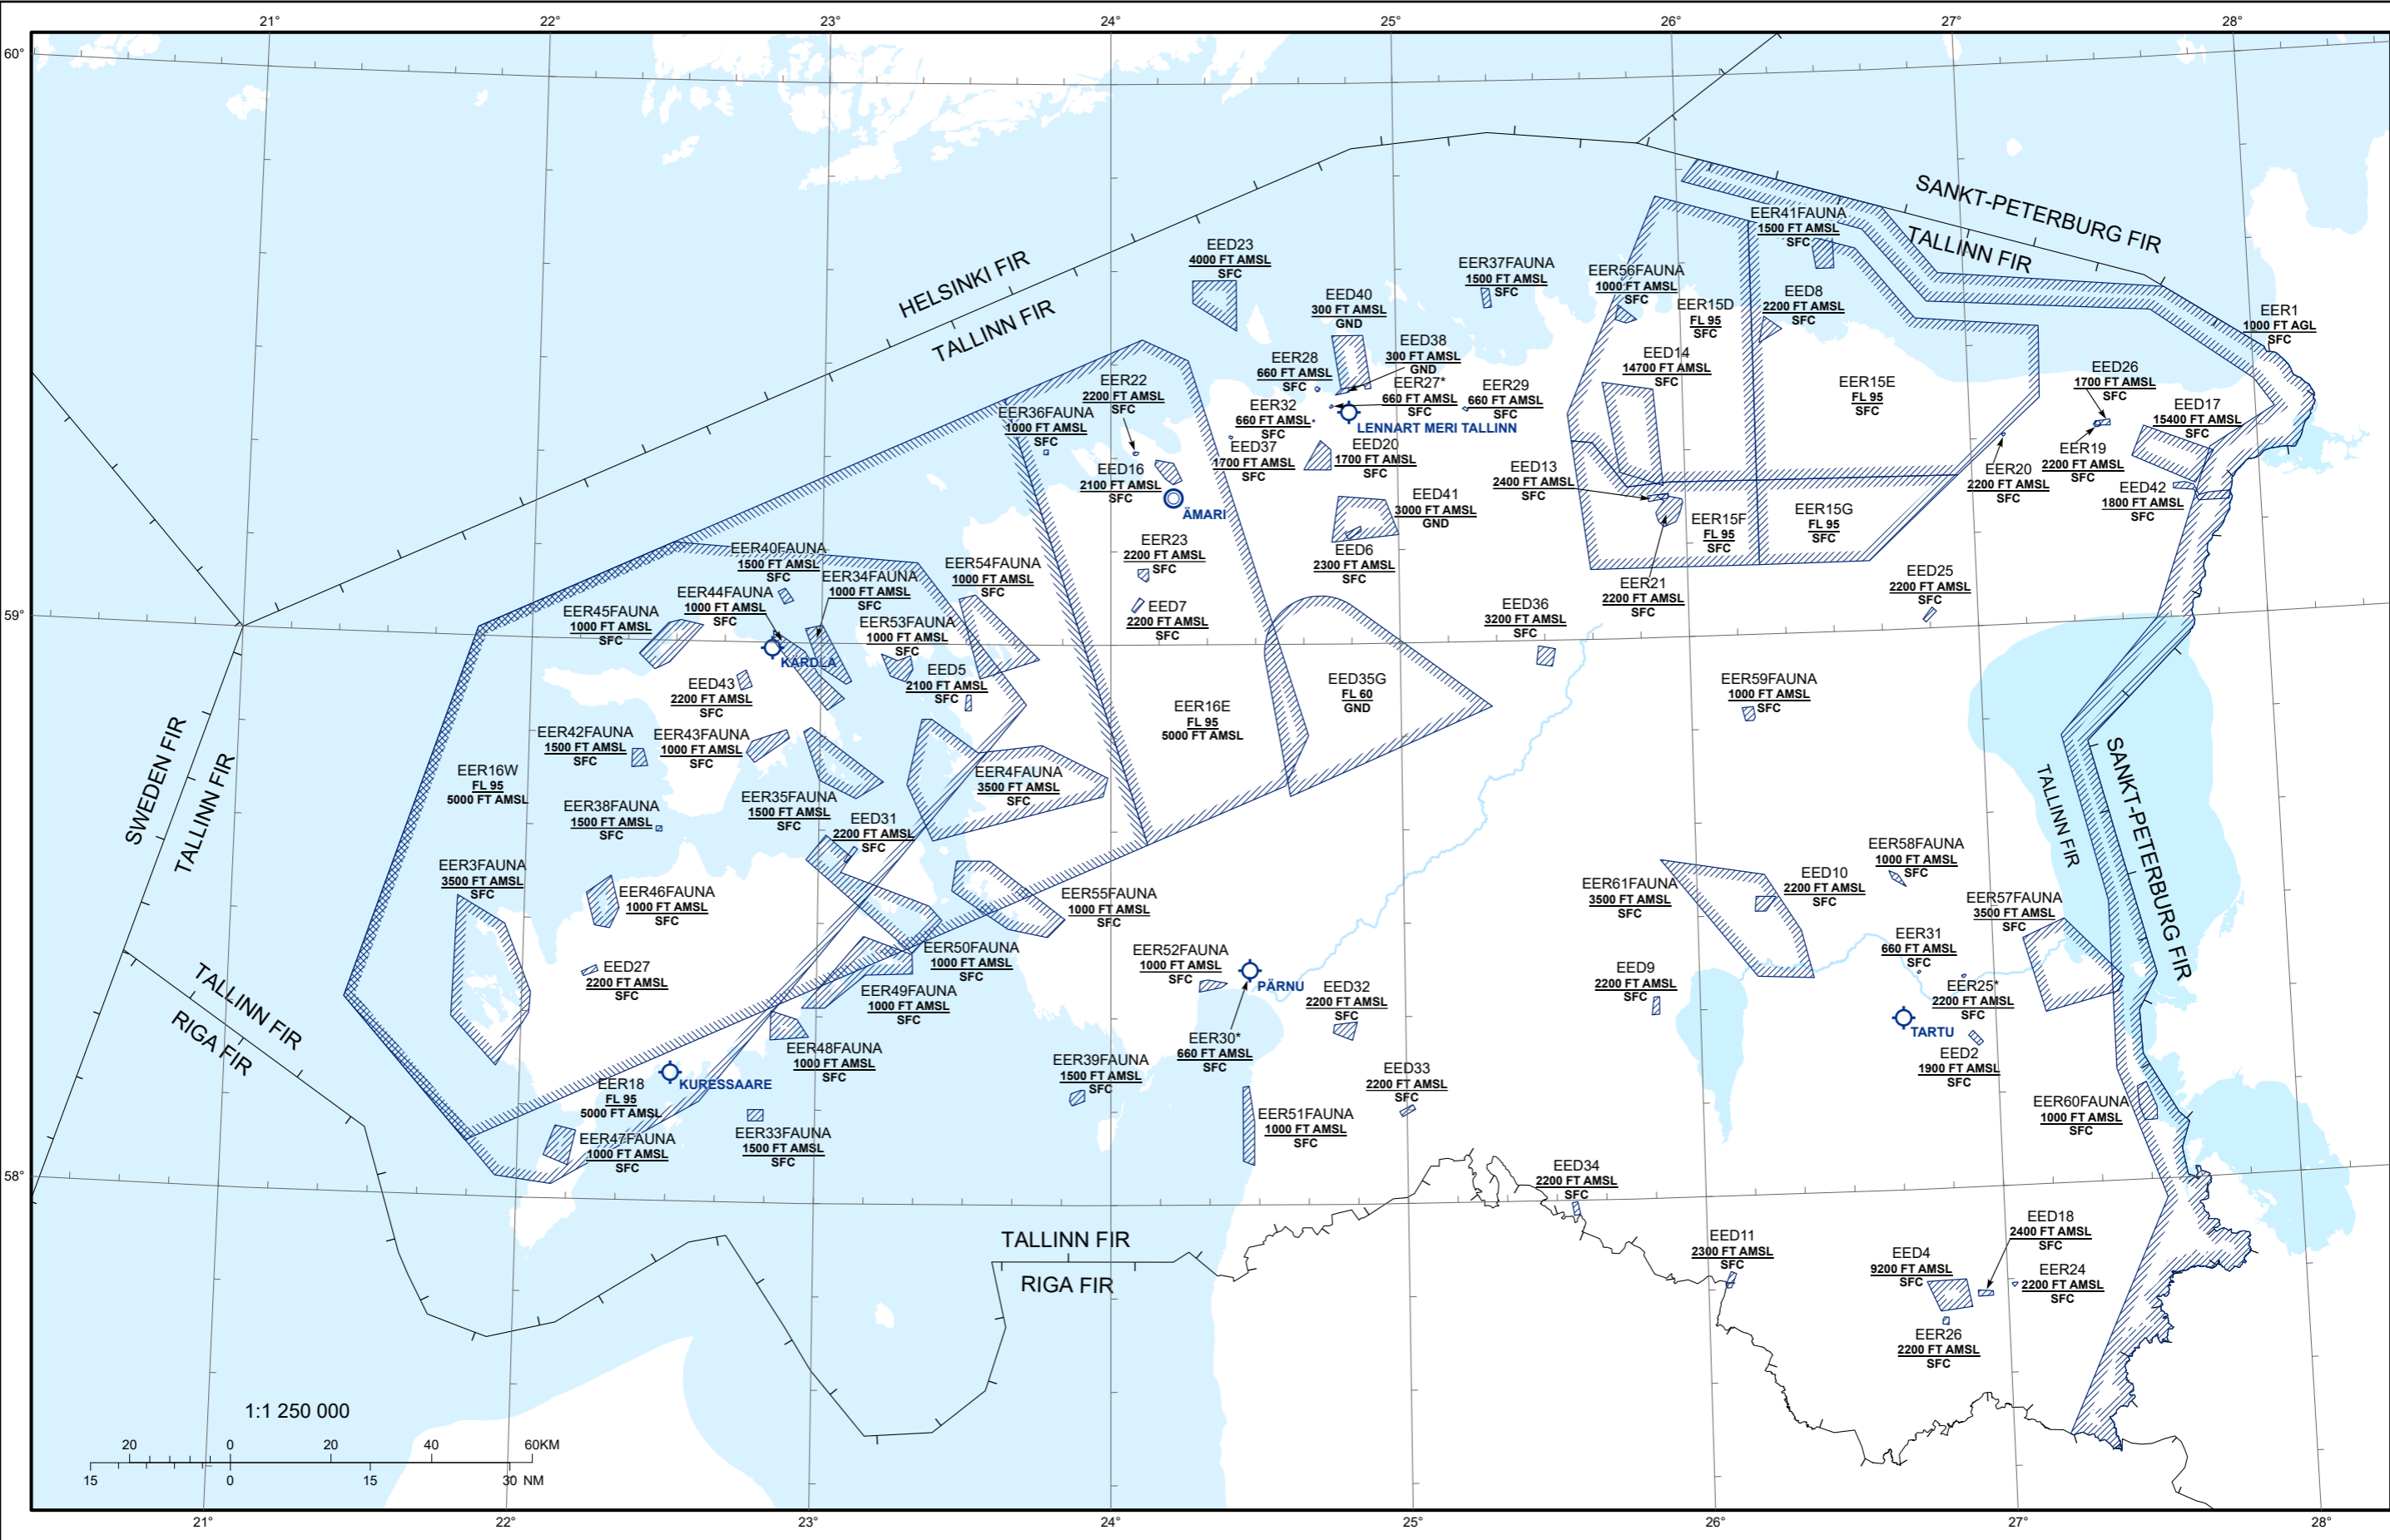 21°
22°
23°
24°
25°
26°
27°
28°
60°
59°
58°
SANKT-PETERBURG FIR
TALLINN FIR
HELSINKI FIR
TALLINN FIR
EER41FAUNA
1500 FT AMSL
SFC
EED23
4000 FT AMSL
SFC
EER37FAUNA
1500 FT AMSL
SFC
EER56FAUNA
1000 FT AMSL
SFC
EED40
300 FT AMSL
GND
EER15D
FL 95
SFC
EED8
2200 FT AMSL
SFC
EER1
1000 FT AGL
SFC
EED38
300 FT AMSL
GND
EER28
660 FT AMSL
SFC
EED14
14700 FT AMSL
SFC
EER22
2200 FT AMSL
SFC
EER27*
660 FT AMSL
SFC
EER29
660 FT AMSL
SFC
EER15E
FL 95
SFC
EED26
1700 FT AMSL
SFC
EER36FAUNA
1000 FT AMSL
SFC
EER32
660 FT AMSL
SFC
LENNART MERI TALLINN
EED17
15400 FT AMSL
SFC
EED37
1700 FT AMSL
SFC
EED20
1700 FT AMSL
SFC
EED16
2100 FT AMSL
SFC
EED13
2400 FT AMSL
SFC
EER20
2200 FT AMSL
SFC
EER19
2200 FT AMSL
SFC
EED42
1800 FT AMSL
SFC
ÄMARI
EED41
3000 FT AMSL
GND
EER15F
FL 95
SFC
EER15G
FL 95
SFC
EER23
2200 FT AMSL
SFC
EED6
2300 FT AMSL
SFC
EER40FAUNA
1500 FT AMSL
SFC
EER34FAUNA
1000 FT AMSL
SFC
EER54FAUNA
1000 FT AMSL
SFC
EER44FAUNA
1000 FT AMSL
SFC
EER45FAUNA
1000 FT AMSL
SFC
EER53FAUNA
1000 FT AMSL
SFC
EED7
2200 FT AMSL
SFC
EED36
3200 FT AMSL
SFC
EER21
2200 FT AMSL
SFC
EED25
2200 FT AMSL
SFC
KÄRDLA
EED43
2200 FT AMSL
SFC
EED5
2100 FT AMSL
SFC
EER16E
FL 95
5000 FT AMSL
EED35G
FL 60
GND
EER59FAUNA
1000 FT AMSL
SFC
SWEDEN FIR
TALLINN FIR
EER42FAUNA
1500 FT AMSL
SFC
EER43FAUNA
1000 FT AMSL
SFC
EER16W
FL 95
5000 FT AMSL
EER4FAUNA
3500 FT AMSL
SFC
TALLINN FIR
SANKT-PETERBURG FIR
EER38FAUNA
1500 FT AMSL
SFC
EER35FAUNA
1500 FT AMSL
SFC
EED31
2200 FT AMSL
SFC
EER3FAUNA
3500 FT AMSL
SFC
EER46FAUNA
1000 FT AMSL
SFC
EER55FAUNA
1000 FT AMSL
SFC
EER61FAUNA
3500 FT AMSL
SFC
EED10
2200 FT AMSL
SFC
EER58FAUNA
1000 FT AMSL
SFC
EER57FAUNA
3500 FT AMSL
SFC
EER31
660 FT AMSL
SFC
EER50FAUNA
1000 FT AMSL
SFC
EER52FAUNA
1000 FT AMSL
SFC
PÄRNU
EED27
2200 FT AMSL
SFC
EER49FAUNA
1000 FT AMSL
SFC
EED32
2200 FT AMSL
SFC
EED9
2200 FT AMSL
SFC
EER25*
2200 FT AMSL
SFC
TARTU
TALLINN FIR
RIGA FIR
EER48FAUNA
1000 FT AMSL
SFC
EER30*
660 FT AMSL
SFC
EED2
1900 FT AMSL
SFC
EER39FAUNA
1500 FT AMSL
SFC
EED33
2200 FT AMSL
SFC
KURESSAARE
EER18
FL 95
5000 FT AMSL
EER60FAUNA
1000 FT AMSL
SFC
EER51FAUNA
1000 FT AMSL
SFC
EER47FAUNA
1000 FT AMSL
SFC
EER33FAUNA
1500 FT AMSL
SFC
EED34
2200 FT AMSL
SFC
TALLINN FIR
RIGA FIR
EED11
2300 FT AMSL
SFC
EED18
2400 FT AMSL
SFC
EED4
9200 FT AMSL
SFC
EER24
2200 FT AMSL
SFC
EER26
2200 FT AMSL
SFC
1:1 250 000
20
0
20
40
60KM
15
0
15
30 NM
21°
22°
23°
24°
25°
26°
27°
28°